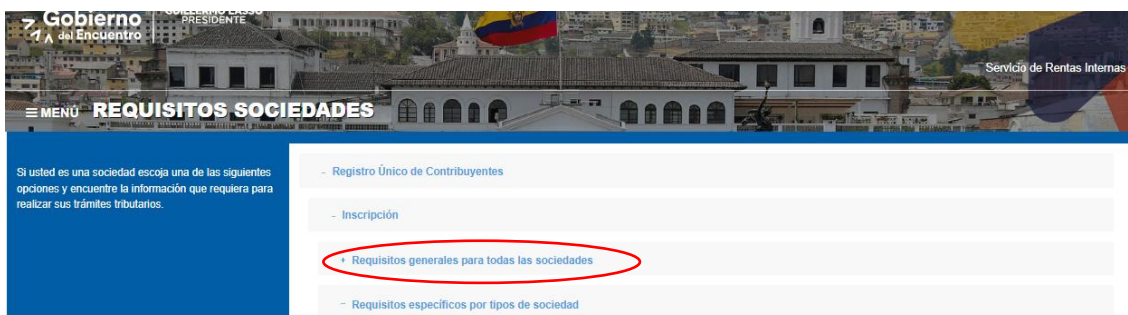 Gobierno
del Encuentro
GUILLERMO LASSO
PRESIDENTE
Servicio de Rentas Internas
MENÚ REQUISITOS SOCIEDADES
Si usted es una sociedad escoja una de las siguientes
opciones y encuentre la información que requiera para
realizar sus trámites tributarios.
- Registro Único de Contribuyentes
- Inscripción
+ Requisitos generales para todas las sociedades
- Requisitos específicos por tipos de sociedad